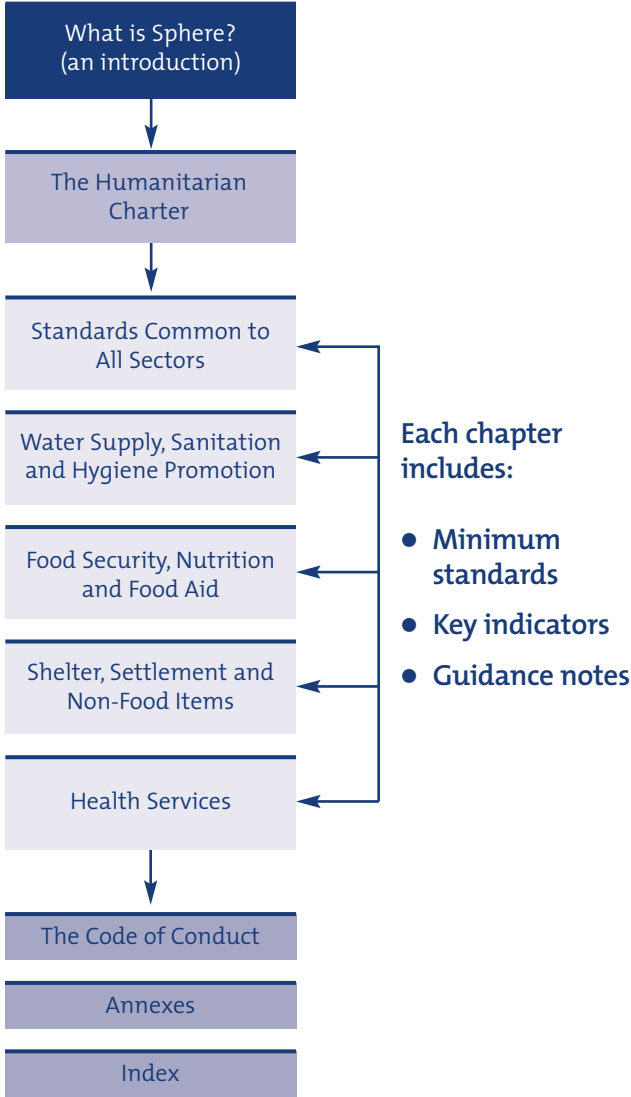 What is Sphere?
(an introduction)
The Humanitarian
Charter
Standards Common to
All Sectors
Water Supply, Sanitation
and Hygiene Promotion
Food Security, Nutrition
and Food Aid
Shelter, Settlement and
Non-Food Items
Health Services
The Code of Conduct
Annexes
Index
Each chapter
includes:
● Minimum
standards
● Key indicators
● Guidance notes